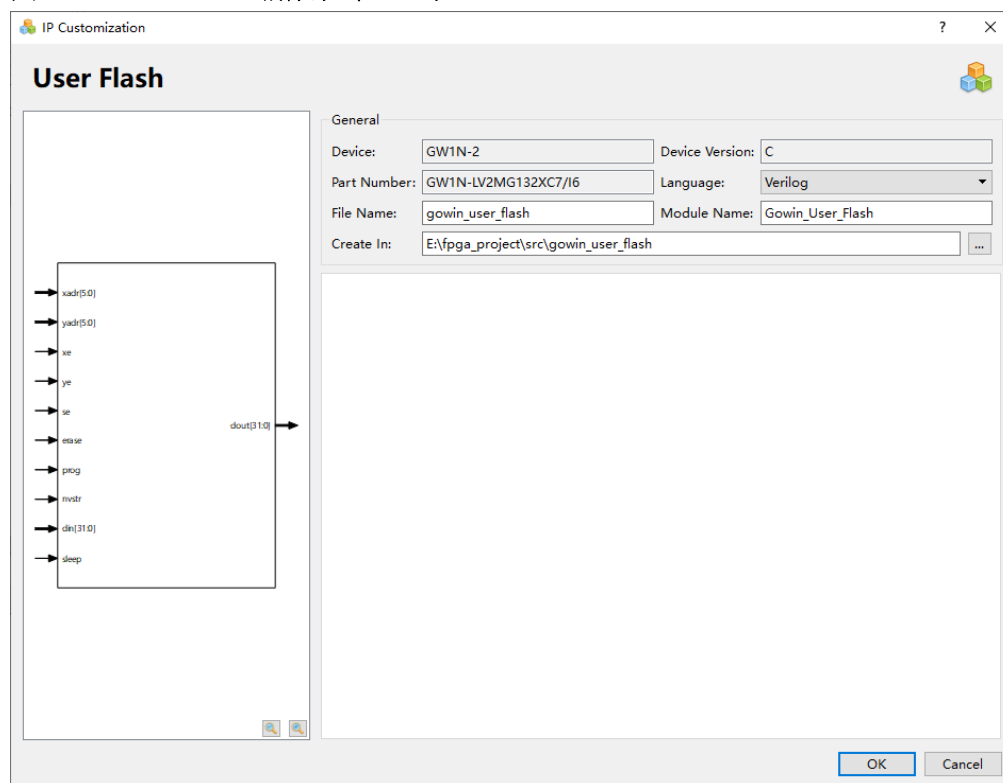 IP Customization
User Flash
General
Device: GW1N-2 Device Version: C
Part Number: GW1N-LV2MG132XC7/I6 Language: Verilog
File Name: gowin_user_flash Module Name: Gowin_User_Flash
Create In: E:\fpga_project\src\gowin_user_flash ...
xadr[5:0]
yadr[5:0]
xe
ye
se
dout[31:0]
erase
prog
nvstr
din[31:0]
sleep
OK Cancel